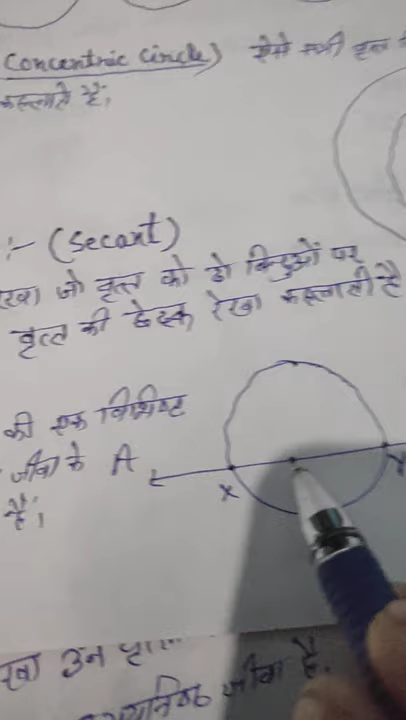 Concentric Circle) ऐसे सभी वृत्त
कहलाते हैं,
:- (Secant)
रेखा जो वृत्त को दो बिन्दुओं पर
वृत्त की छेदक रेखा कहलाती है
की एक विशिष्ट
जीवा के A
है।
X Y
उन
जीवा है.